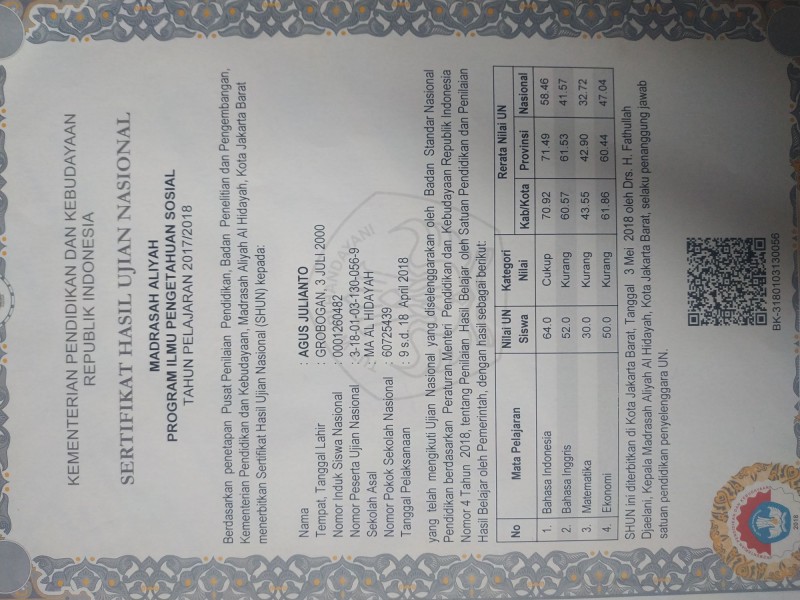 KEMENTERIAN PENDIDIKAN DAN KEBUDAYAAN
REPUBLIK INDONESIA
SERTIFIKAT HASIL UJIAN NASIONAL
MADRASAH ALIYAH
PROGRAM ILMU PENGETAHUAN SOSIAL
TAHUN PELAJARAN 2017/2018
Berdasarkan penetapan Pusat Penilaian Pendidikan, Badan Penelitian dan Pengembangan,
Kementerian Pendidikan dan Kebudayaan, Madrasah Aliyah Al Hidayah, Kota Jakarta Barat
menerbitkan Sertifikat Hasil Ujian Nasional (SHUN) kepada:
Nama : AGUS JULIANTO
Tempat, Tanggal Lahir : GROBOGAN, 3 JULI 2000
Nomor Induk Siswa Nasional : 0001260482
Nomor Peserta Ujian Nasional : 3-18-01-03-130-056-9
Sekolah Asal : MA AL HIDAYAH
Nomor Pokok Sekolah Nasional : 60725439
Tanggal Pelaksanaan : 9 s.d. 18 April 2018
yang telah mengikuti Ujian Nasional yang diselenggarakan oleh Badan Standar Nasional
Pendidikan berdasarkan Peraturan Menteri Pendidikan dan Kebudayaan Republik Indonesia
Nomor 4 Tahun 2018, tentang Penilaian Hasil Belajar oleh Satuan Pendidikan dan Penilaian
Hasil Belajar oleh Pemerintah, dengan hasil sebagai berikut:
No Mata Pelajaran Nilai UN Siswa Kategori Nilai Rerata Nilai UN
Kab/Kota Provinsi Nasional
1. Bahasa Indonesia 64.0 Cukup 70.92 71.49 58.46
2. Bahasa Inggris 52.0 Kurang 60.57 61.53 41.57
3. Matematika 30.0 Kurang 43.55 42.90 32.72
4. Ekonomi 50.0 Kurang 61.86 60.44 47.04
SHUN ini diterbitkan di Kota Jakarta Barat, Tanggal 3 Mei 2018 oleh Drs. H. Fathullah
Djaelani, Kepala Madrasah Aliyah Al Hidayah, Kota Jakarta Barat, selaku penanggung jawab
satuan pendidikan penyelenggara UN.
BK-3180103130056
2018